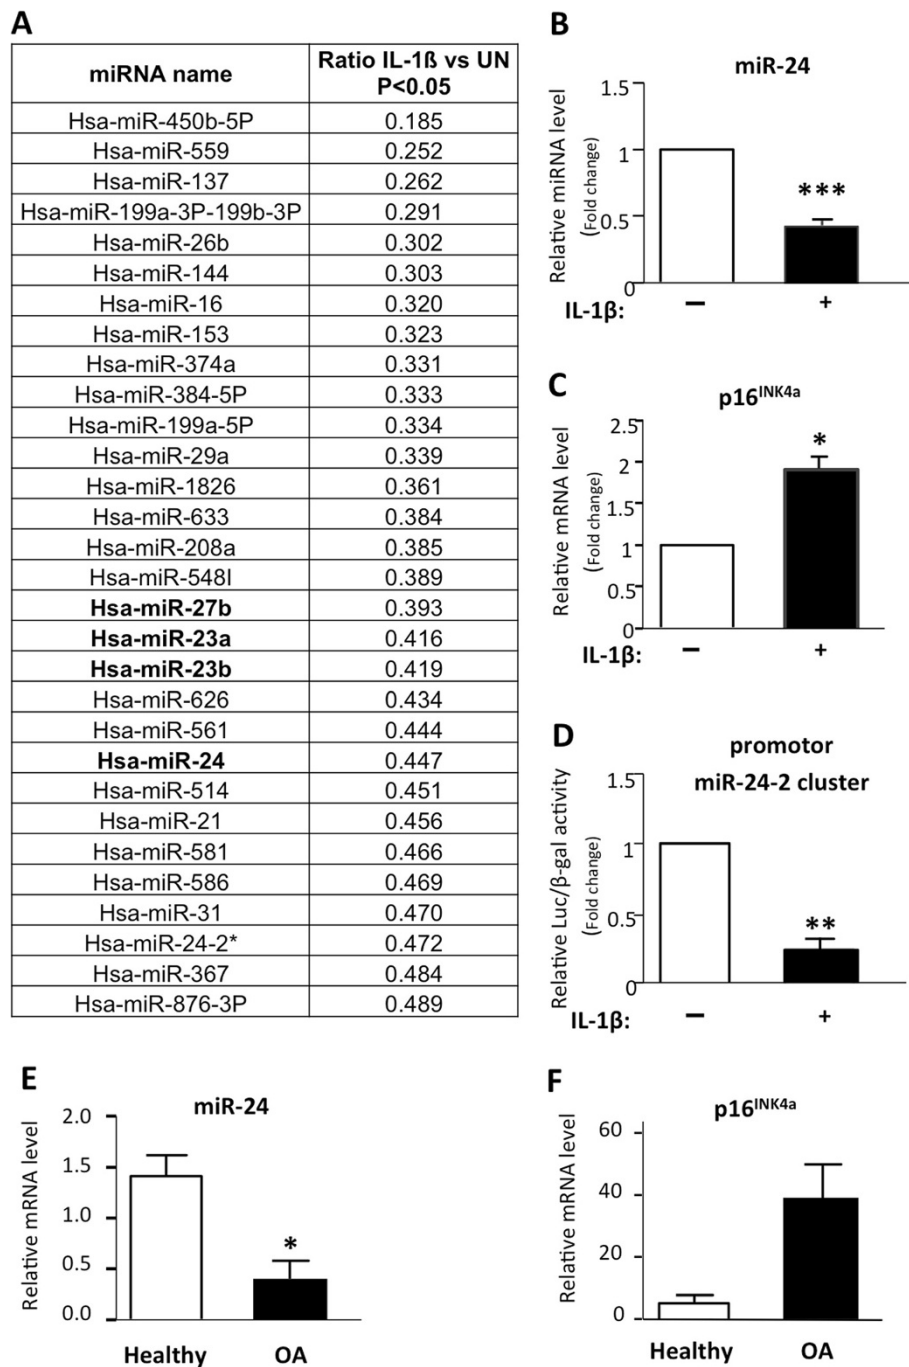 A
miRNA name Ratio IL-1ß vs UN P<0.05
Hsa-miR-450b-5P 0.185
Hsa-miR-559 0.252
Hsa-miR-137 0.262
Hsa-miR-199a-3P-199b-3P 0.291
Hsa-miR-26b 0.302
Hsa-miR-144 0.303
Hsa-miR-16 0.320
Hsa-miR-153 0.323
Hsa-miR-374a 0.331
Hsa-miR-384-5P 0.333
Hsa-miR-199a-5P 0.334
Hsa-miR-29a 0.339
Hsa-miR-1826 0.361
Hsa-miR-633 0.384
Hsa-miR-208a 0.385
Hsa-miR-548l 0.389
Hsa-miR-27b 0.393
Hsa-miR-23a 0.416
Hsa-miR-23b 0.419
Hsa-miR-626 0.434
Hsa-miR-561 0.444
Hsa-miR-24 0.447
Hsa-miR-514 0.451
Hsa-miR-21 0.456
Hsa-miR-581 0.466
Hsa-miR-586 0.469
Hsa-miR-31 0.470
Hsa-miR-24-2* 0.472
Hsa-miR-367 0.484
Hsa-miR-876-3P 0.489
B
miR-24
Relative miRNA level
(Fold change)
1.5
1
0.5
0
***
IL-1β: − +
C
p16INK4a
Relative mRNA level
(Fold change)
2.5
2
1
0.5
0
*
IL-1β: − +
D
promotor
miR-24-2 cluster
Relative Luc/β-gal activity
(Fold change)
1.5
1
0.5
0
**
IL-1β: − +
E
miR-24
Relative mRNA level
2.0
1.5
1.0
0.5
0.0
*
Healthy OA
F
p16INK4a
Relative mRNA level
60
40
20
0
Healthy OA